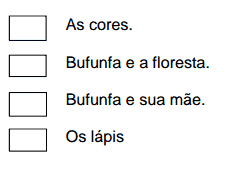 As cores.
Bufunfa e a floresta.
Bufunfa e sua mãe.
Os lápis